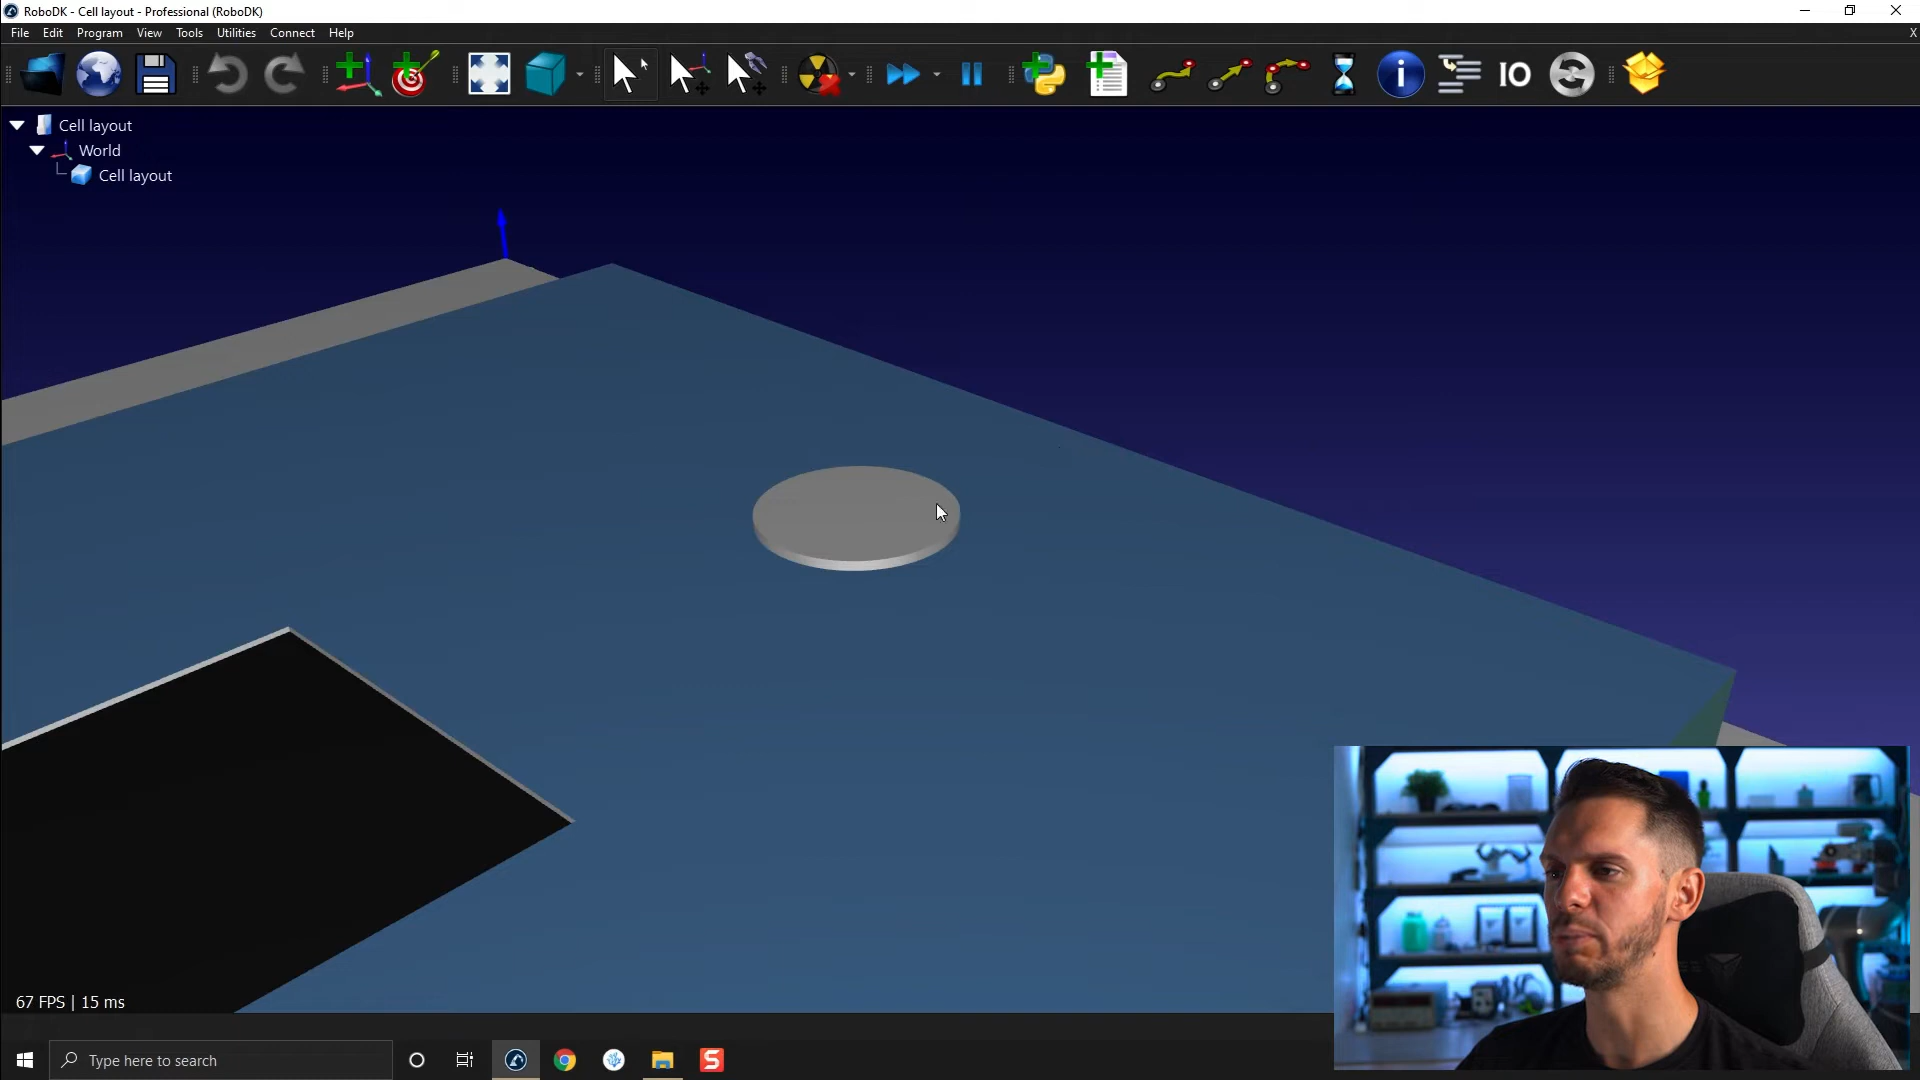 RoboDK - Cell layout - Professional (RoboDK)
File Edit Program View Tools Utilities Connect Help
X
IO
Cell layout
World
Cell layout
67 FPS | 15 ms
Type here to search
S